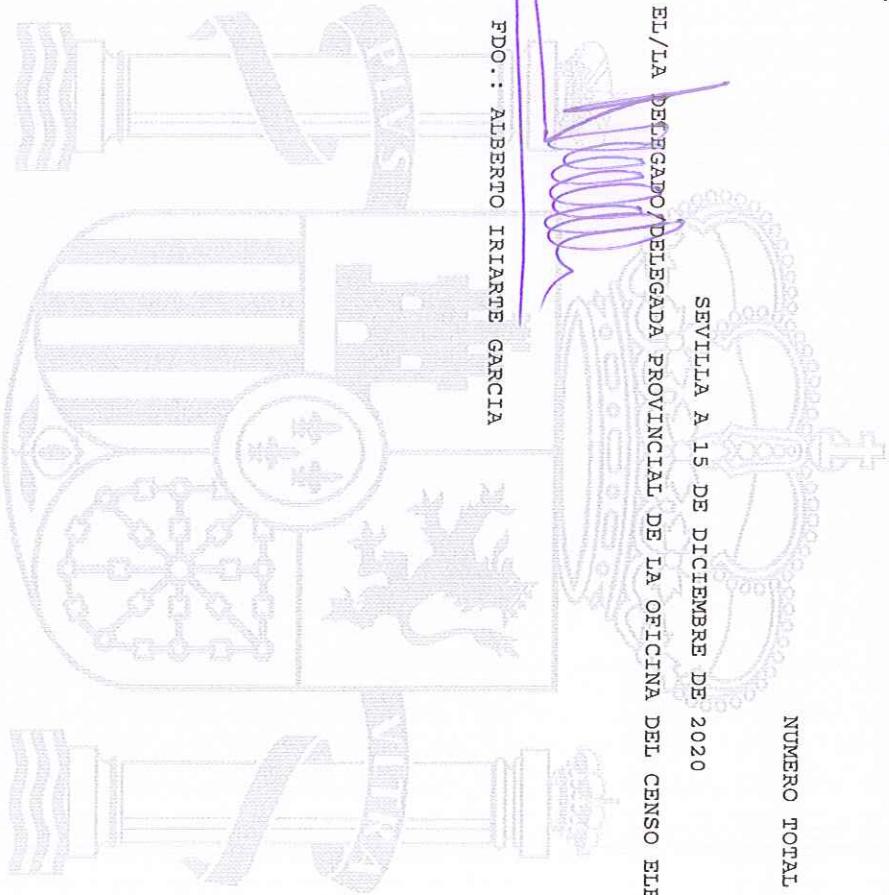 NUMERO TOTAL
SEVILLA A 15 DE DICIEMBRE DE 2020
EL/LA DELEGADO/DELEGADA PROVINCIAL DE LA OFICINA DEL CENSO ELE
FDO.: ALBERTO IRIARTE GARCIA
PLVS
VLTRA